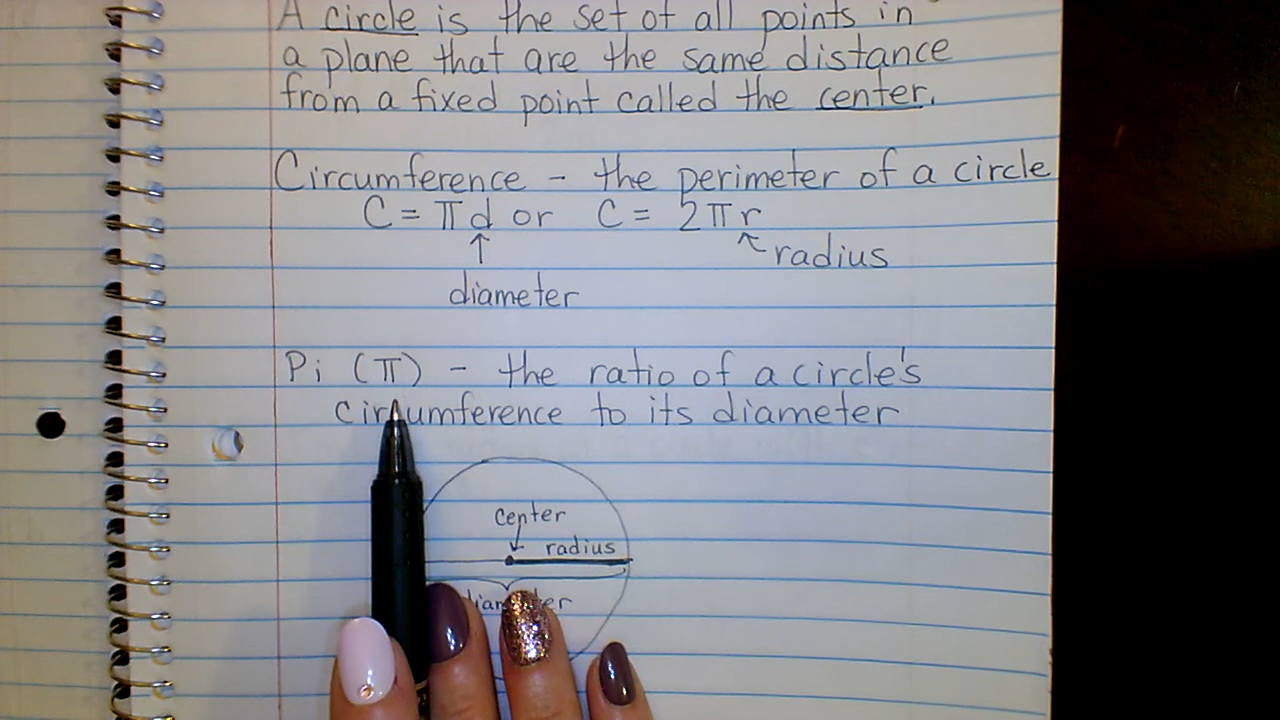 A circle is the set of all points in
a plane that are the same distance
from a fixed point called the center.
Circumference - the perimeter of a circle
C = πd or C = 2πr
radius
diameter
Pi (π) - the ratio of a circle's
circumference to its diameter
center
radius
diameter